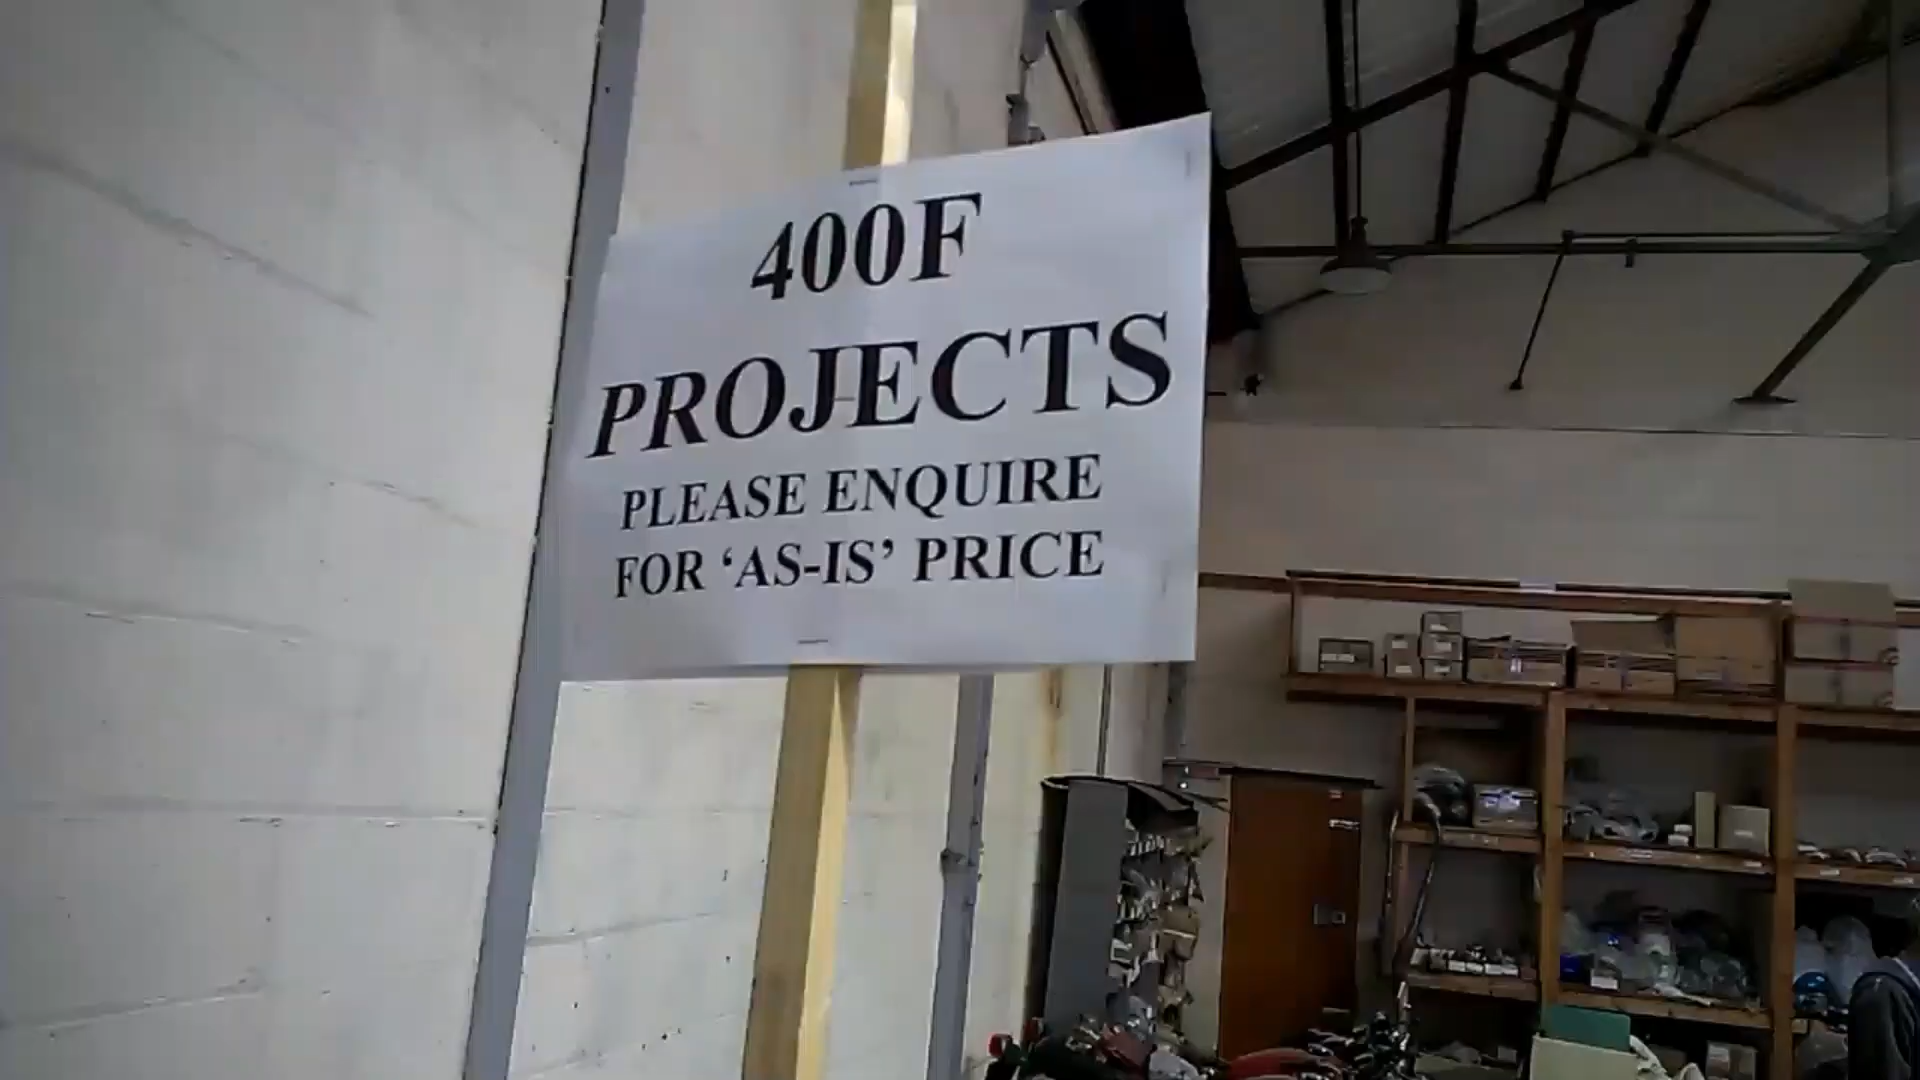 400F
PROJECTS
PLEASE ENQUIRE
FOR ‘AS-IS’ PRICE